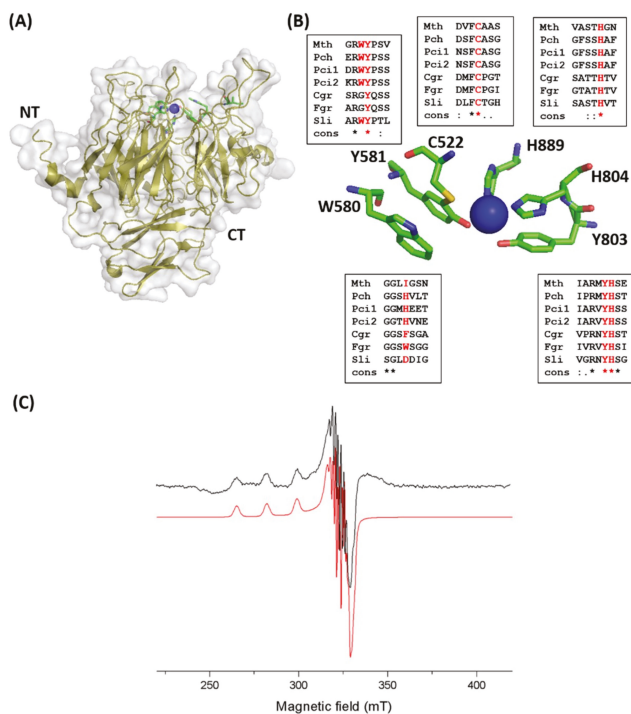 (A)
NT
CT
(B)
Mth GRWYPSV
Pch ERWYPSS
Pci1 DRWYPSS
Pci2 KRWYPSS
Cgr SRGYQSS
Fgr ARGYQSS
Sli ARWYPTL
cons * * :
Mth DVFCAAS
Pch DSFCASG
Pci1 NSFCASG
Pci2 NSFCASG
Cgr DMFCPGT
Fgr DMFCPGI
Sli DLFCTGH
cons : ** ..
Mth VASTHGN
Pch GFSSHAF
Pci1 GFSSHAF
Pci2 GFSSHAF
Cgr SATTHTV
Fgr GTATHTV
Sli STASHVT
cons ::*
C522
H889
Y581
H804
W580
Y803
Mth GGLIGSN
Pch GGSHVLT
Pci1 GGMHEET
Pci2 GGTHVNE
Cgr GGSFSGA
Fgr GGSWSGG
Sli SGLDDIG
cons **
Mth IARMYHSE
Pch IPRMYHST
Pci1 IARVYHSS
Pci2 IARVYHSS
Cgr IVRNYHST
Fgr IVRVYHSI
Sli VGRNYHSG
cons :.* ***
(C)
250 300 350 400
Magnetic field (mT)